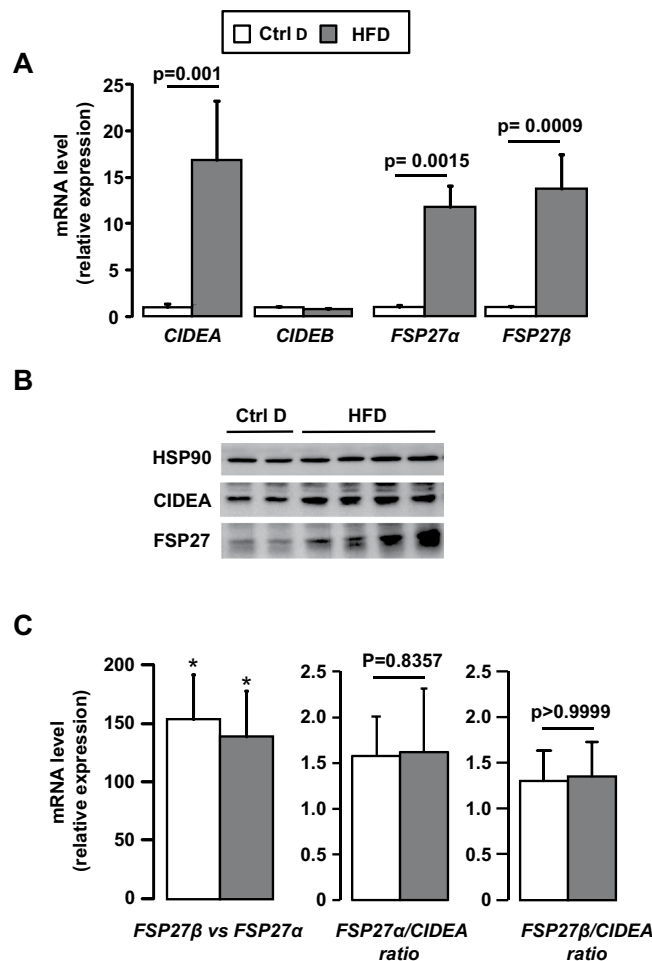 Ctrl D HFD
A
p=0.001
p= 0.0015
p= 0.0009
mRNA level
(relative expression)
25
20
15
10
5
0
CIDEA CIDEB FSP27α FSP27β
B
Ctrl D HFD
HSP90
CIDEA
FSP27
C
mRNA level
(relative expression)
200
150
100
50
0
* *
FSP27β vs FSP27α
P=0.8357
2.5
2.0
1.5
1.0
0.5
0
FSP27α/CIDEA
ratio
p>0.9999
2.5
2.0
1.5
1.0
0.5
0
FSP27β/CIDEA
ratio